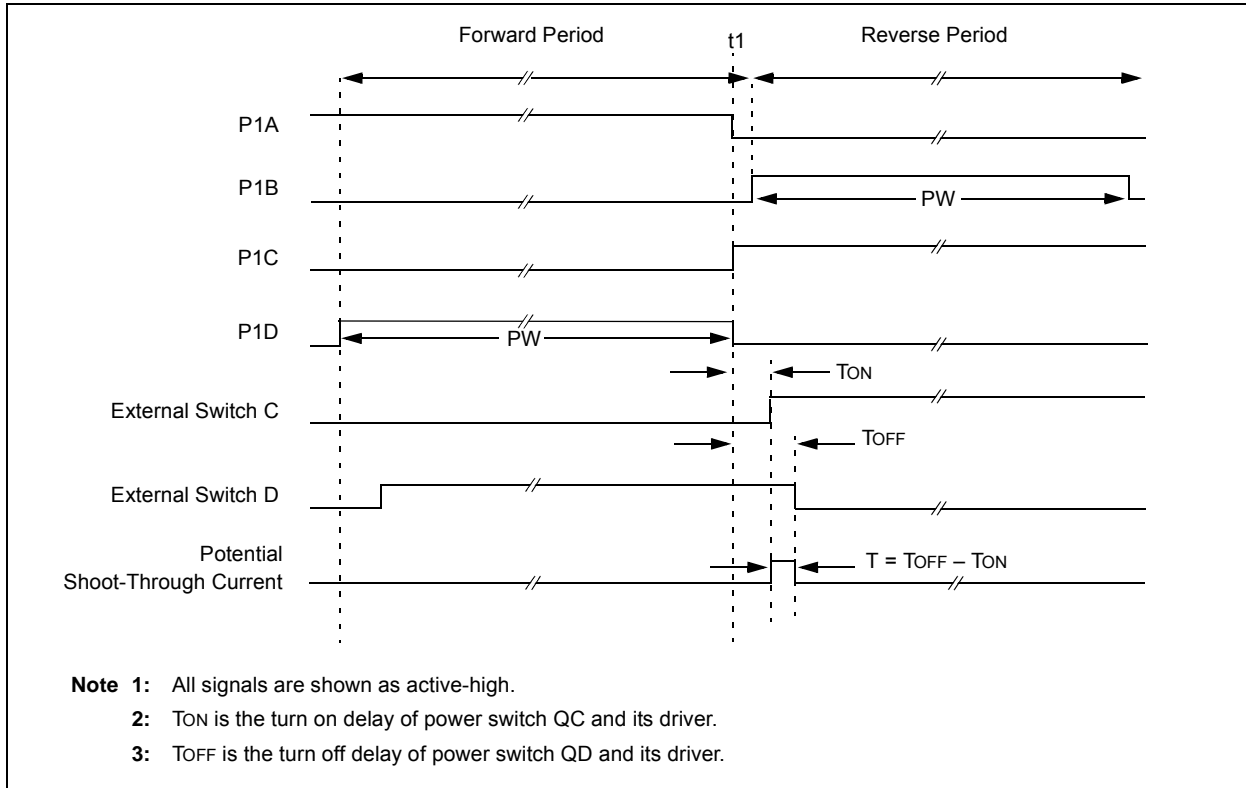 Forward Period
t1
Reverse Period
P1A
P1B
PW
P1C
P1D
PW
TON
External Switch C
TOFF
External Switch D
Potential
Shoot-Through Current
T = TOFF – TON
Note 1: All signals are shown as active-high.
2: TON is the turn on delay of power switch QC and its driver.
3: TOFF is the turn off delay of power switch QD and its driver.